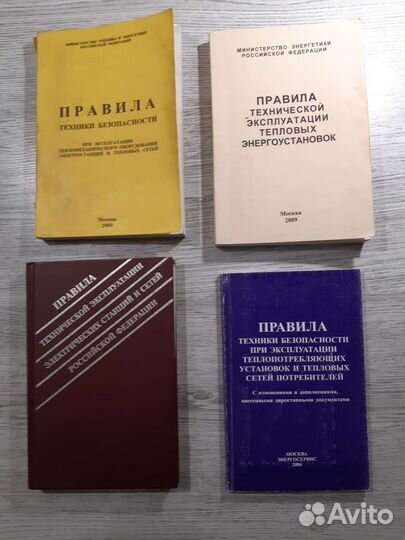 МИНИСТЕРСТВО ТОПЛИВА И ЭНЕРГЕТИКИ
РОССИЙСКОЙ ФЕДЕРАЦИИ
ПРАВИЛА
ТЕХНИКИ БЕЗОПАСНОСТИ
ПРИ ЭКСПЛУАТАЦИИ
ТЕПЛОМЕХАНИЧЕСКОГО ОБОРУДОВАНИЯ
ЭЛЕКТРОСТАНЦИЙ И ТЕПЛОВЫХ СЕТЕЙ
Москва
2000
МИНИСТЕРСТВО ЭНЕРГЕТИКИ
РОССИЙСКОЙ ФЕДЕРАЦИИ
ПРАВИЛА
ТЕХНИЧЕСКОЙ
ЭКСПЛУАТАЦИИ
ТЕПЛОВЫХ
ЭНЕРГОУСТАНОВОК
Москва
2009
ПРАВИЛА
ТЕХНИЧЕСКОЙ ЭКСПЛУАТАЦИИ
ЭЛЕКТРИЧЕСКИХ СТАНЦИЙ И СЕТЕЙ
РОССИЙСКОЙ ФЕДЕРАЦИИ
ПРАВИЛА
ТЕХНИКИ БЕЗОПАСНОСТИ
ПРИ ЭКСПЛУАТАЦИИ
ТЕПЛОПОТРЕБЛЯЮЩИХ
УСТАНОВОК И ТЕПЛОВЫХ
СЕТЕЙ ПОТРЕБИТЕЛЕЙ
С изменениями и дополнениями,
внесенными директивными документами
МОСКВА
ЭНЕРГОСЕРВИС
2006
Avito